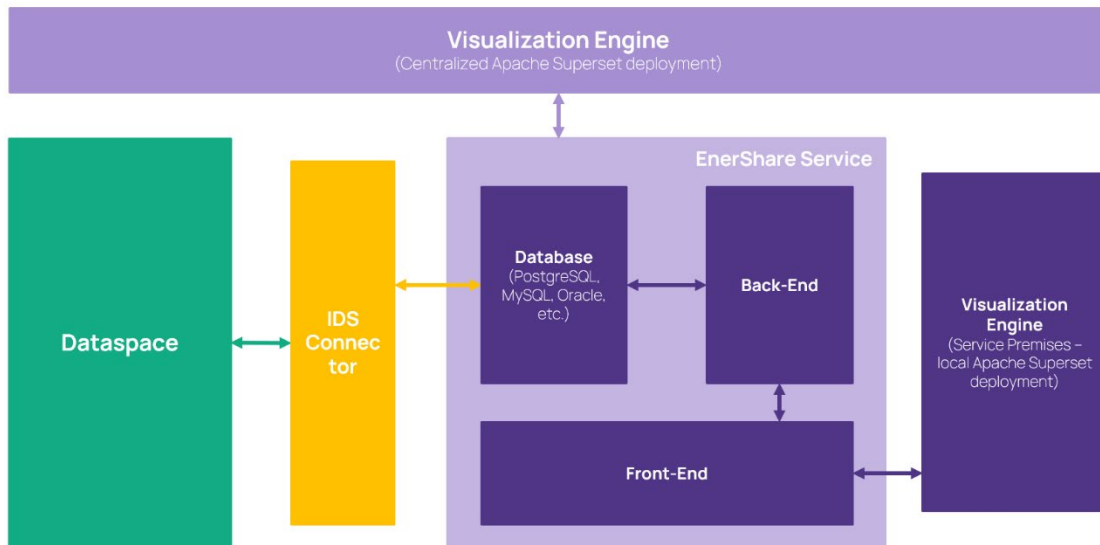 Visualization Engine
(Centralized Apache Superset deployment)
EnerShare Service
Dataspace
IDS
Connec
tor
Database
(PostgreSQL,
MySQL, Oracle,
etc.)
Back-End
Front-End
Visualization
Engine
(Service Premises –
local Apache Superset
deployment)